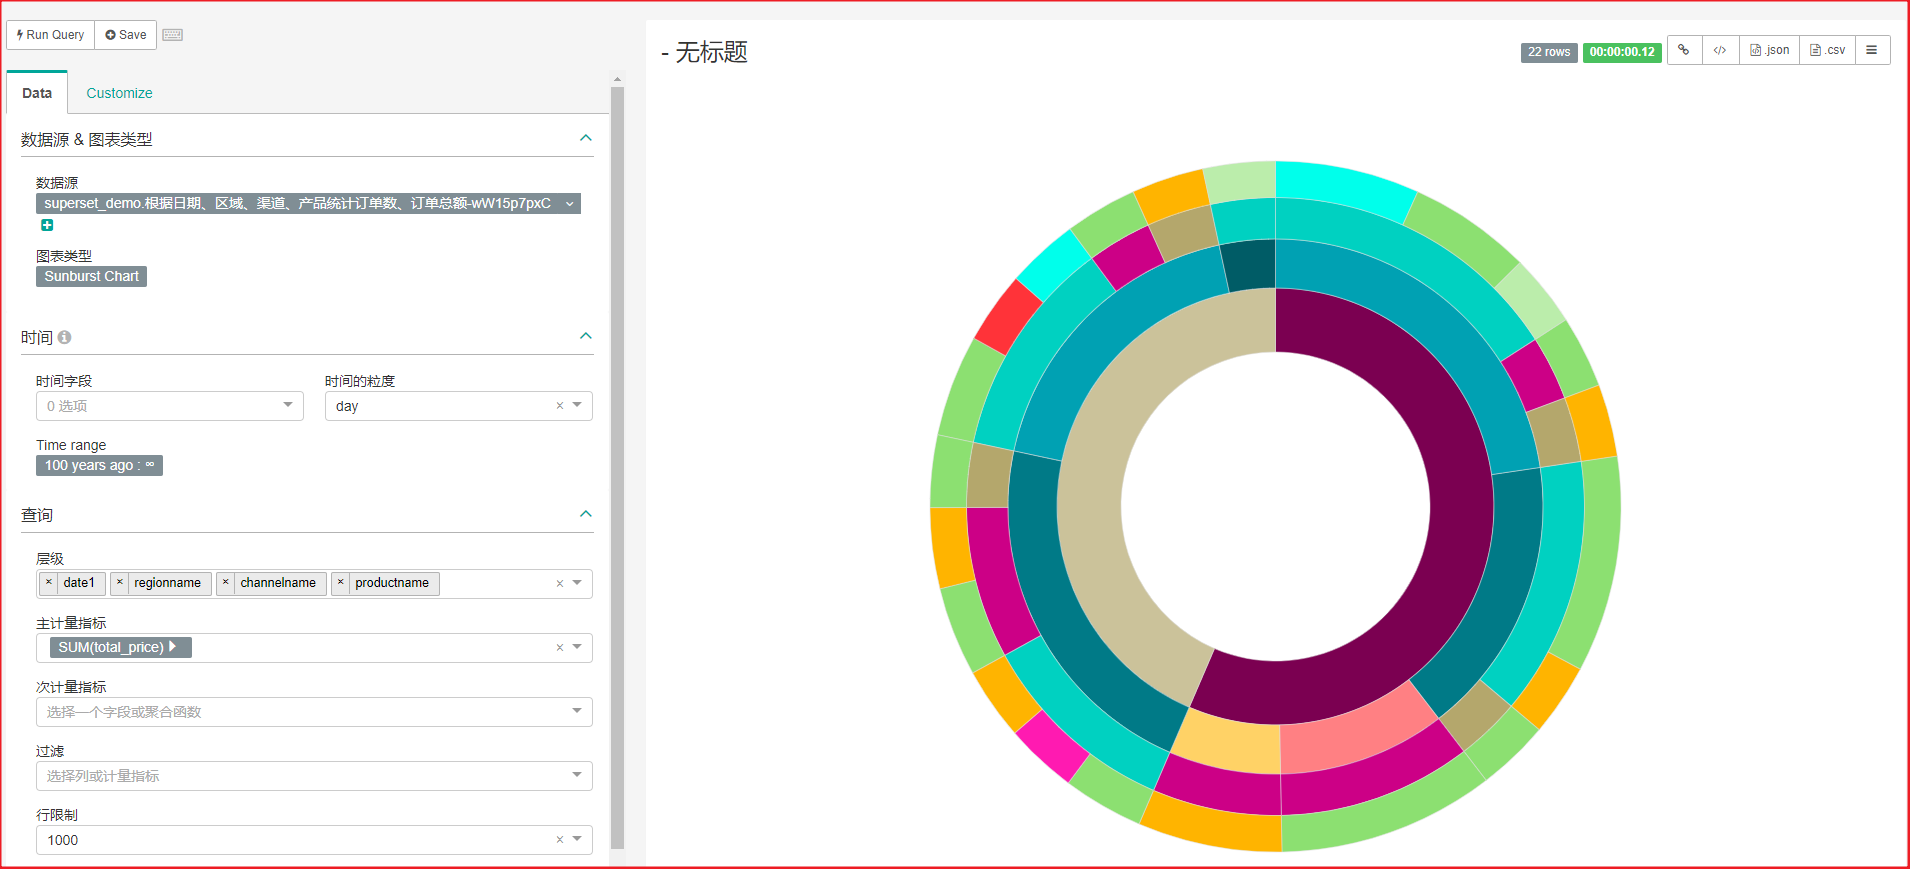 Run Query Save
- 无标题
22 rows 00:00:00.12 .json .csv
Data Customize
数据源 & 图表类型
数据源
superset_demo.根据日期、区域、渠道、产品统计订单数、订单总额-wW15p7pxC
图表类型
Sunburst Chart
时间
时间字段 时间的粒度
0 选项 day
Time range
100 years ago : ∞
查询
层级
× date1 × regionname × channelname × productname
主计量指标
SUM(total_price)
次计量指标
选择一个字段或聚合函数
过滤
选择列或计量指标
行限制
1000